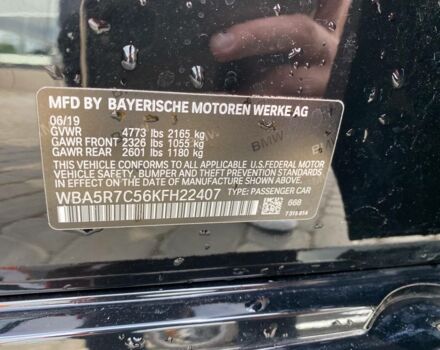 MFD BY BAYERISCHE MOTOREN WERKE AG
06/19
GVWR 4773 lbs 2165 kg
GAWR FRONT 2326 lbs 1055 kg
GAWR REAR 2601 lbs 1180 kg
THIS VEHICLE CONFORMS TO ALL APPLICABLE U.S.FEDERAL MOTOR
VEHICLE SAFETY, BUMPER, AND THEFT PREVENTION STANDARDS
IN EFFECT ON THE DATE OF MANUFACTURE SHOWN ABOVE.
WBA5R7C56KFH22407 TYPE: PASSENGER CAR
668
BMW
BMW